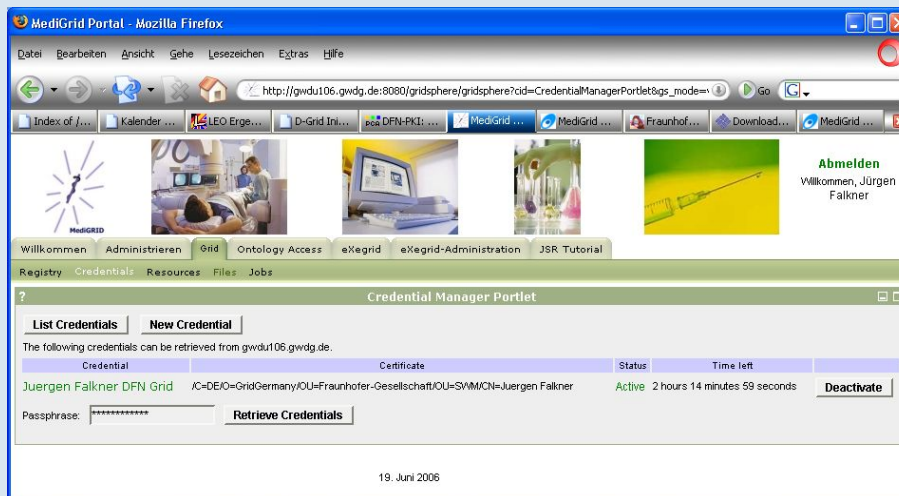 MediGrid Portal - Mozilla Firefox
Datei Bearbeiten Ansicht Gehe Lesezeichen Extras Hilfe
http://gwdu106.gwdg.de:8080/gridsphere/gridsphere?cid=CredentialManagerPortlet&gs_mode= Go
Index of /... Kalender ... LEO Erge... D-Grid Ini... DFN-PKI: ... MediGrid ... MediGrid ... Fraunhof... Download... MediGrid ...
MediGRID
Abmelden
Willkommen, Jürgen
Falkner
Willkommen Administrieren Grid Ontology Access eXegrid eXegrid-Administration JSR Tutorial
Registry Credentials Resources Files Jobs
? Credential Manager Portlet
List Credentials New Credential
The following credentials can be retrieved from gwdu106.gwdg.de.
Credential Certificate Status Time left
Juergen Falkner DFN Grid /C=DE/O=GridGermany/OU=Fraunhofer-Gesellschaft/OU=SWM/CN=Juergen Falkner Active 2 hours 14 minutes 59 seconds Deactivate
Passphrase: ************ Retrieve Credentials
19. Juni 2006